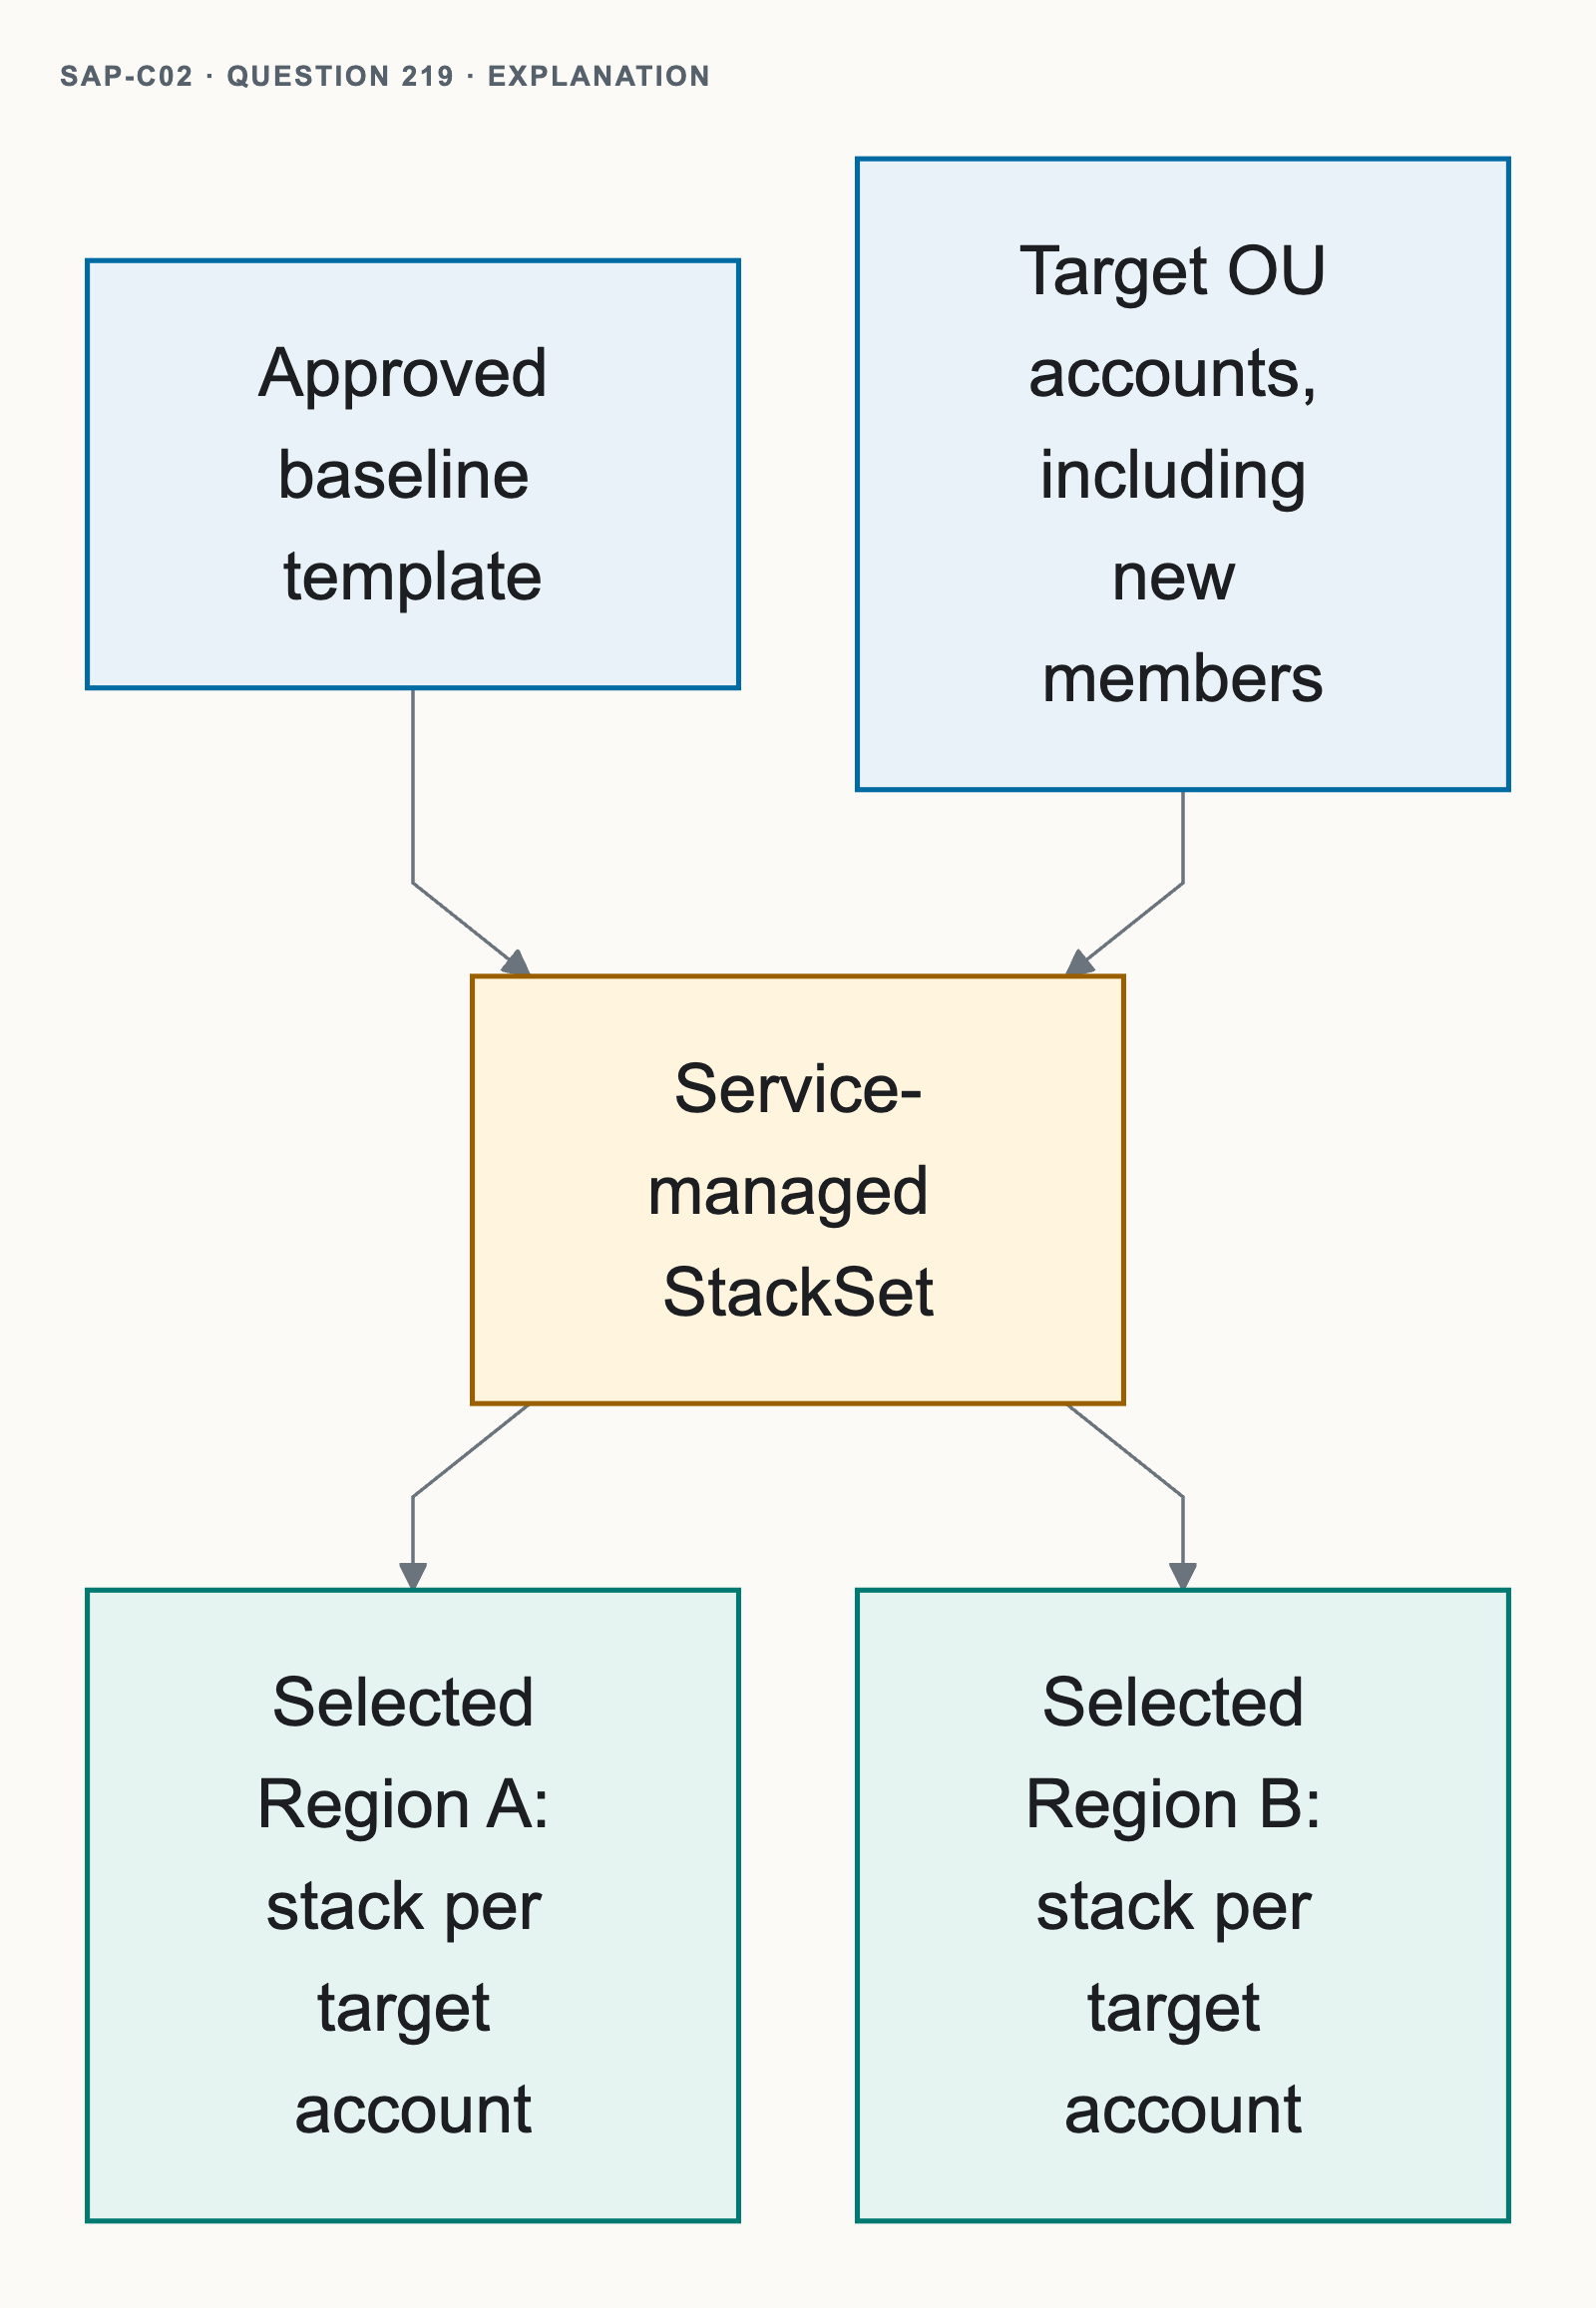 SAP-C02 · QUESTION 219 · EXPLANATION
Approved
baseline
template
Target OU
accounts,
including
new
members
Service-
managed
StackSet
Selected
Region A:
stack per
target
account
Selected
Region B:
stack per
target
account